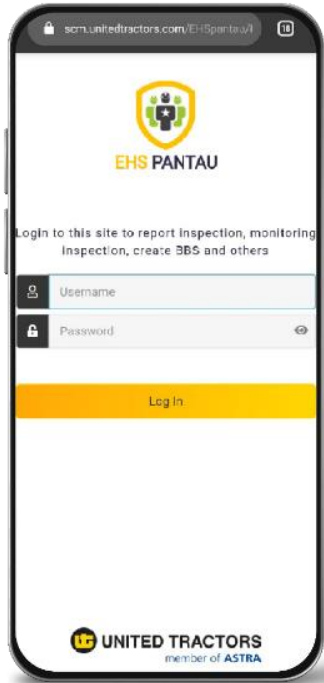 scm.unitedtractors.com/EHSpantau/l
18
EHS PANTAU
Login to this site to report inspection, monitoring
inspection, create BBS and others
Username
Password
Log In
UNITED TRACTORS
member of ASTRA